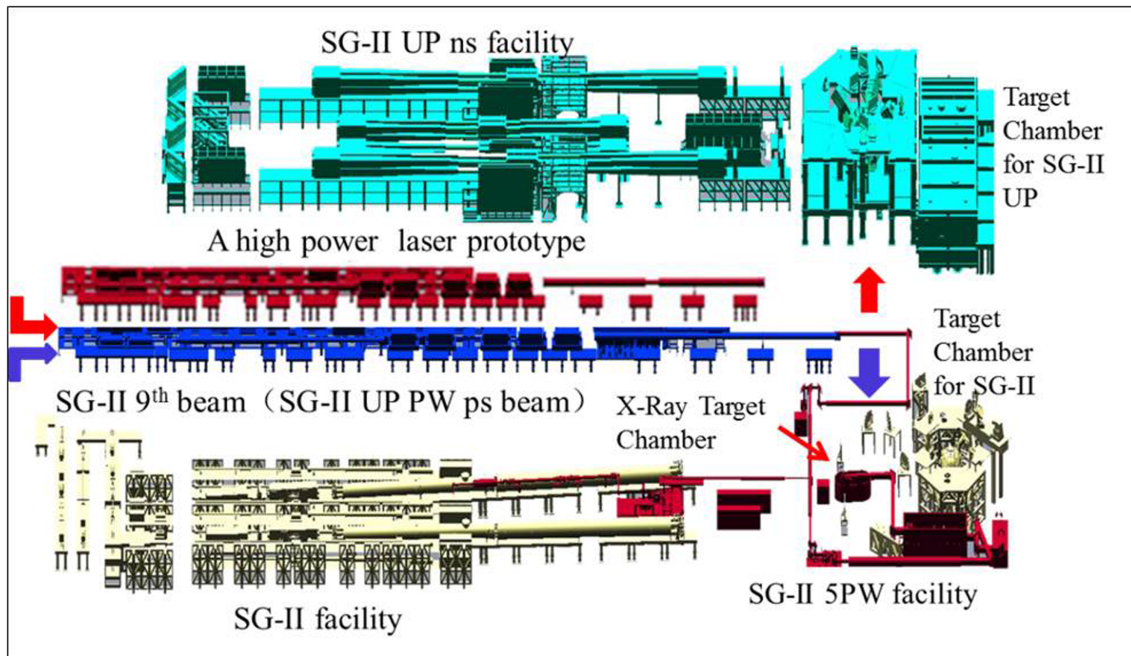 SG-II UP ns facility
Target
Chamber
for SG-II
UP
A high power laser prototype
Target
Chamber
for SG-II
SG-II 9th beam（SG-II UP PW ps beam）
X-Ray Target
Chamber
SG-II facility
SG-II 5PW facility